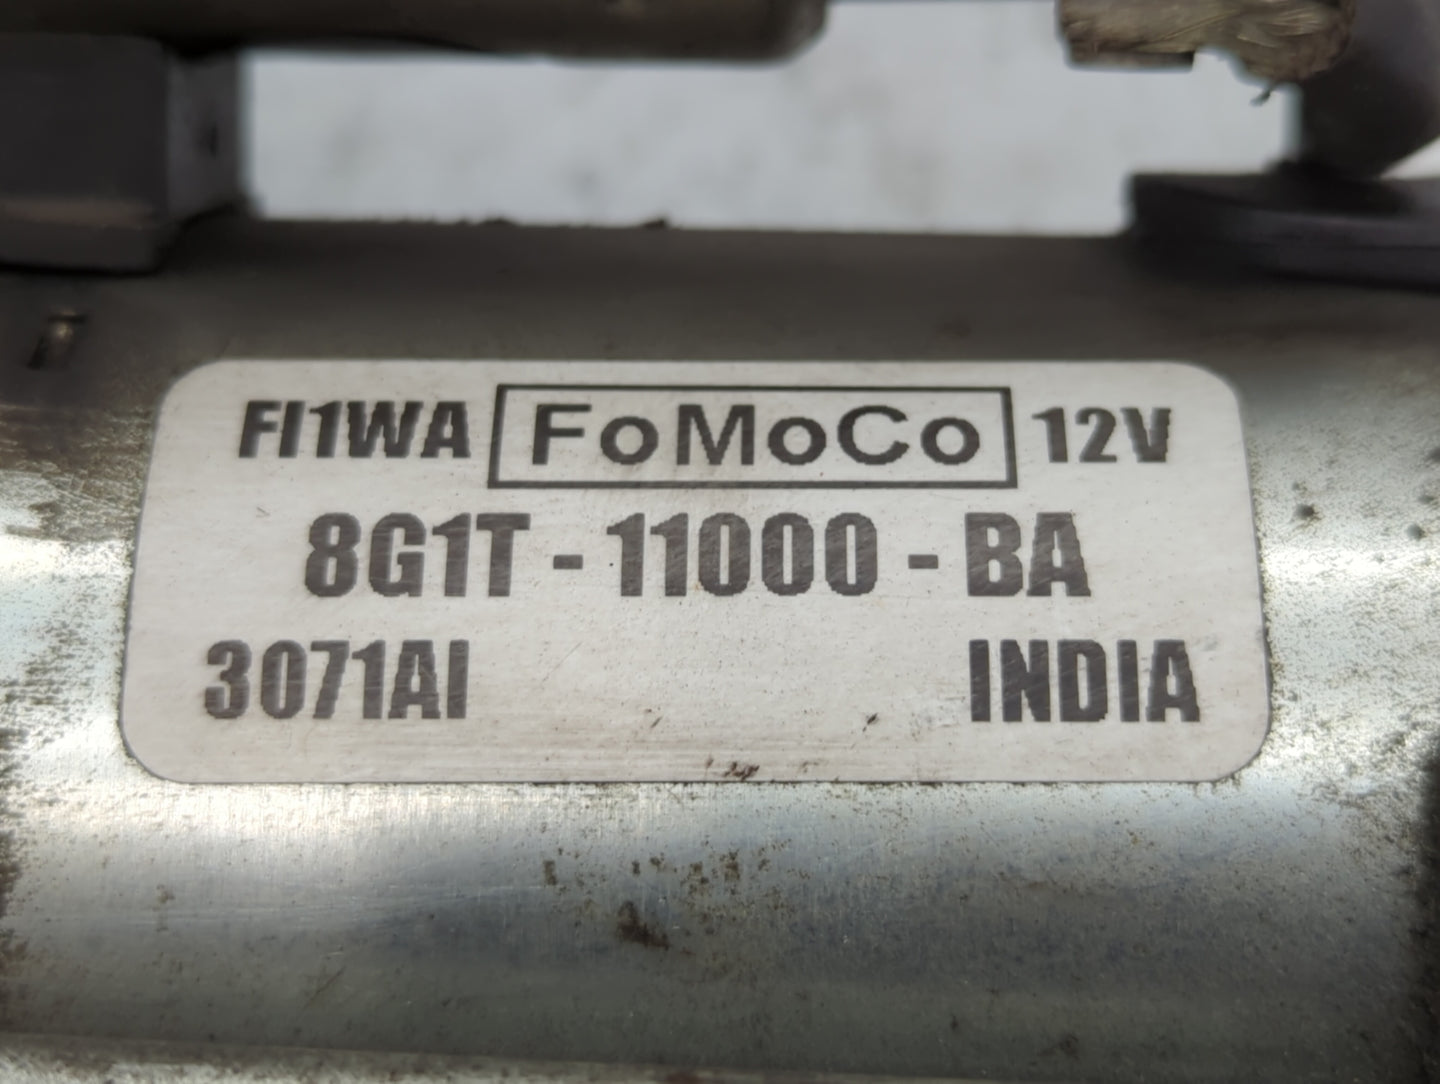 FI1WA FoMoCo 12V
8G1T - 11000 - BA
3071AI INDIA